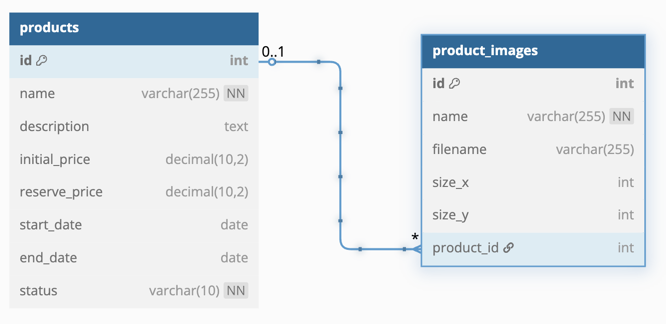 products
id int
name varchar(255) NN
description text
initial_price decimal(10,2)
reserve_price decimal(10,2)
start_date date
end_date date
status varchar(10) NN
0..1
*
product_images
id int
name varchar(255) NN
filename varchar(255)
size_x int
size_y int
product_id int